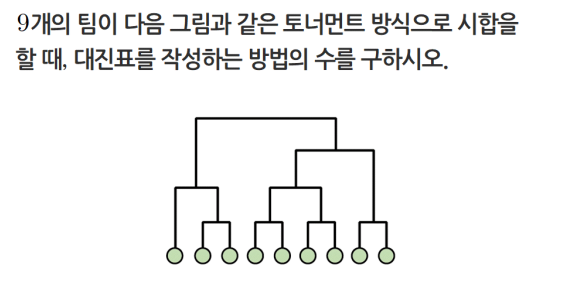 9개의 팀이 다음 그림과 같은 토너먼트 방식으로 시합을
할 때, 대진표를 작성하는 방법의 수를 구하시오.